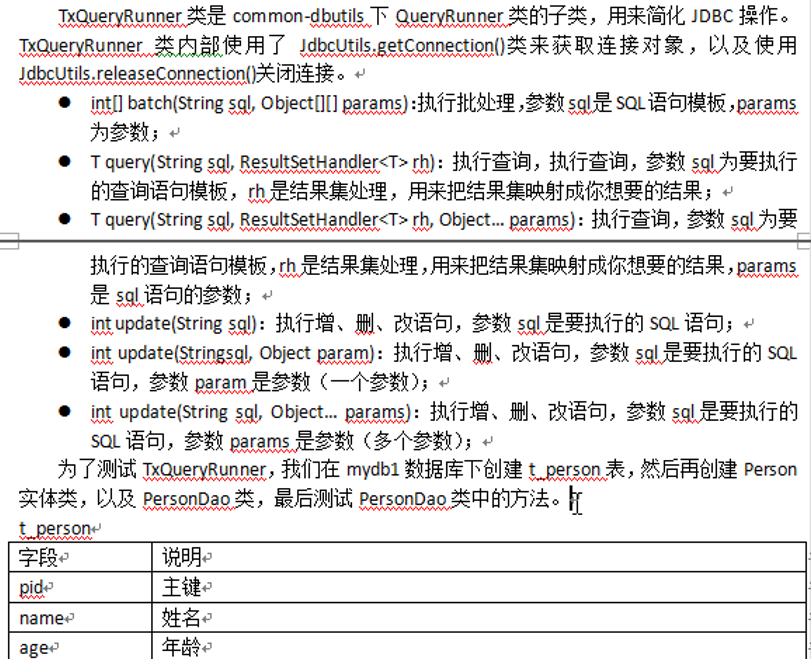 TxQueryRunner 类是 common-dbutils 下 QueryRunner 类的子类，用来简化 JDBC 操作。
TxQueryRunner 类内部使用了 JdbcUtils.getConnection()类来获取连接对象，以及使用
JdbcUtils.releaseConnection()关闭连接。
● int[] batch(String sql, Object[][] params)：执行批处理，参数 sql 是 SQL 语句模板，params
为参数；
● T query(String sql, ResultSetHandler<T> rh)：执行查询，执行查询，参数 sql 为要执行
的查询语句模板，rh 是结果集处理，用来把结果集映射成你想要的结果；
● T query(String sql, ResultSetHandler<T> rh, Object… params)：执行查询，参数 sql 为要
执行的查询语句模板，rh 是结果集处理，用来把结果集映射成你想要的结果，params
是 sql 语句的参数；
● int update(String sql)：执行增、删、改语句，参数 sql 是要执行的 SQL 语句；
● int update(Stringsql, Object param)：执行增、删、改语句，参数 sql 是要执行的 SQL
语句，参数 param 是参数（一个参数）；
● int update(String sql, Object… params)：执行增、删、改语句，参数 sql 是要执行的
SQL 语句，参数 params 是参数（多个参数）；
为了测试 TxQueryRunner，我们在 mydb1 数据库下创建 t_person 表，然后再创建 Person
实体类，以及 PersonDao 类，最后测试 PersonDao 类中的方法。
t_person
字段 说明
pid 主键
name 姓名
age 年龄